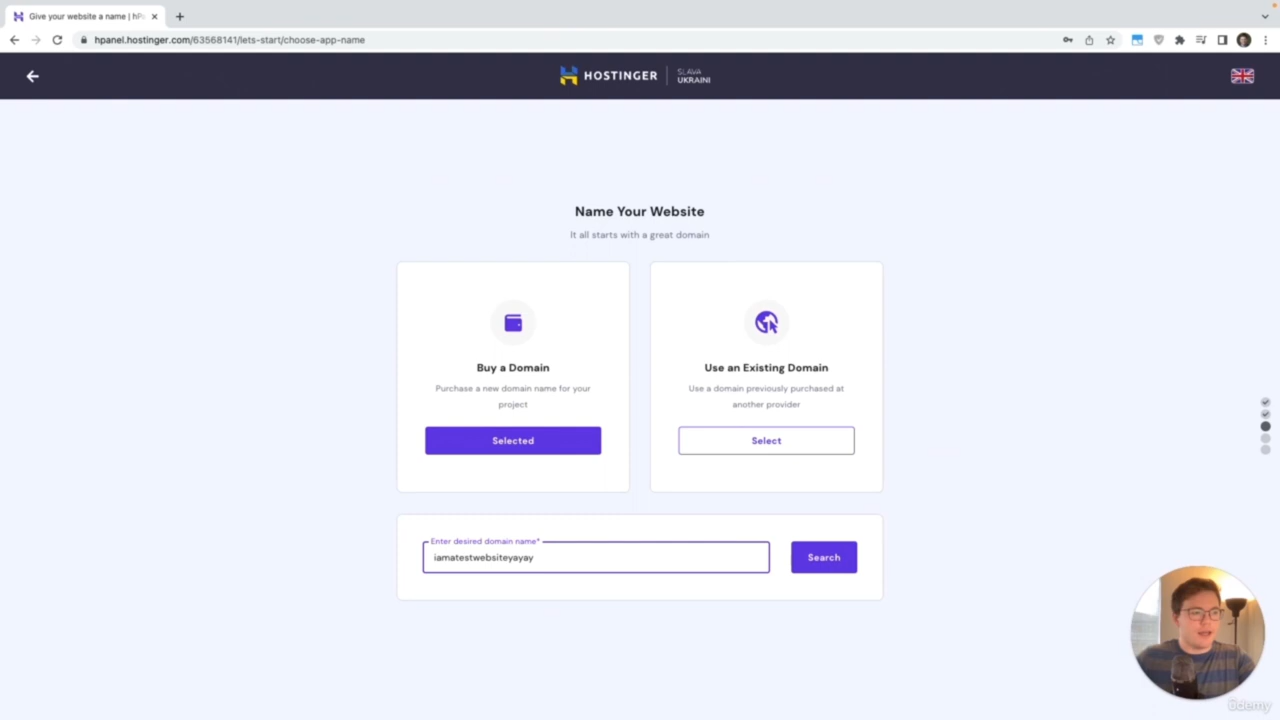 Give your website a name | hPa
hpanel.hostinger.com/63568141/lets-start/choose-app-name
HOSTINGER
SLAVA
UKRAINI
Name Your Website
It all starts with a great domain
Buy a Domain
Purchase a new domain name for your
project
Selected
Use an Existing Domain
Use a domain previously purchased at
another provider
Select
Enter desired domain name*
iamatestwebsiteyayay
Search
ûdemy